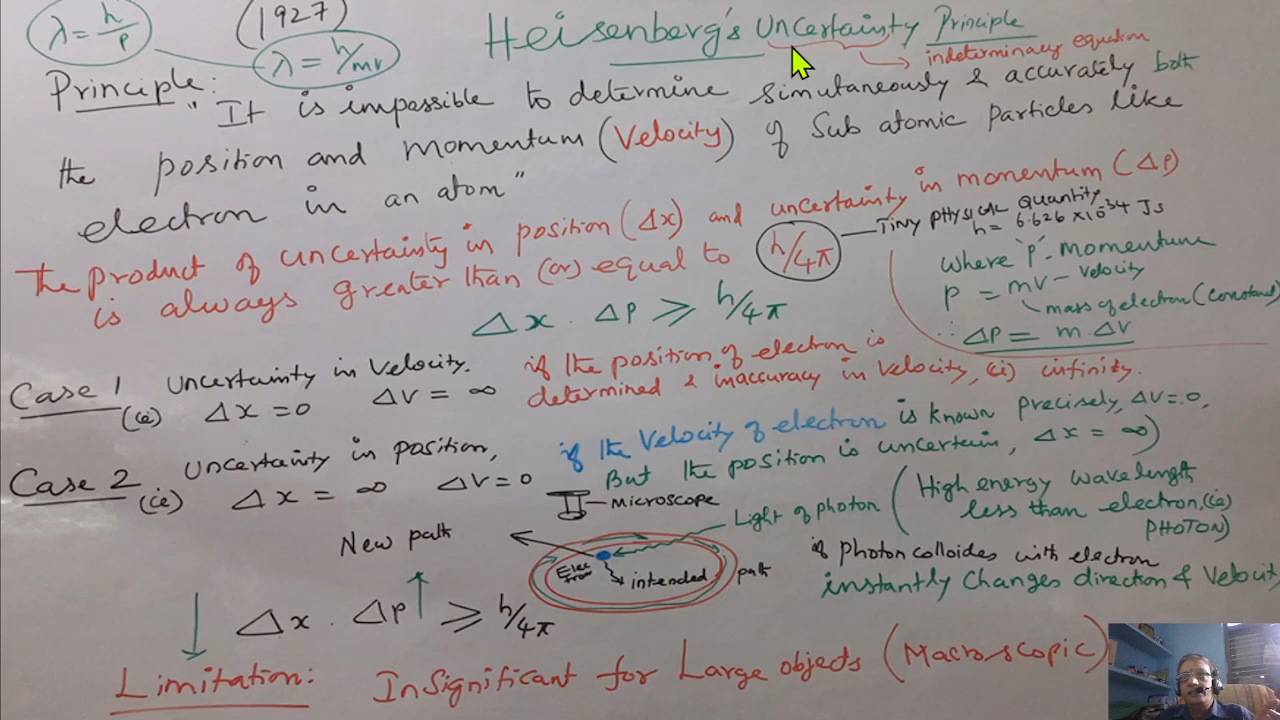 λ = h/p
(1927)
Heisenberg's Uncertainty Principle
λ = h/mv
indeterminacy equation
Principle:
"It is impossible to determine simutaneously & accurately both
the position and momentum (Velocity) of Sub atomic particles like
electron in an atom"
The product of uncertainty in position (Δx) and uncertainty in momentum (Δp)
is always greater than (or) equal to h/4π
Tiny physical quantity
h = 6.626 × 10^-34 Js
where 'p' - momentum
p = mv - velocity
mass of electron (constant)
∴ Δp = m . Δv
Δx . Δp ≥ h/4π
Case 1 Uncertainty in Velocity.
(ie) Δx = 0 Δv = ∞
if the position of electron is
determined & inaccuracy in velocity, (ie) infinity.
Case 2 Uncertainty in position,
(ie) Δx = ∞ Δv = 0
if the Velocity of electron is known precisely, Δv = 0,
But the position is uncertain, Δx = ∞)
microscope
Light of photon (High energy wavelength
less than electron, (ie)
PHOTON)
New path
Electron
intended path
if photon colloides with electron
instantly changes direction & Velocit
Δx . Δp ≥ h/4π
Limitation: Insignificant for Large objects (Macroscopic)